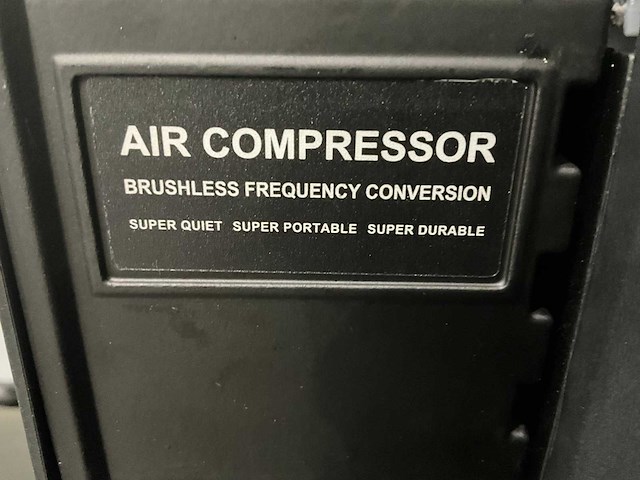 AIR COMPRESSOR
BRUSHLESS FREQUENCY CONVERSION
SUPER QUIET SUPER PORTABLE SUPER DURABLE